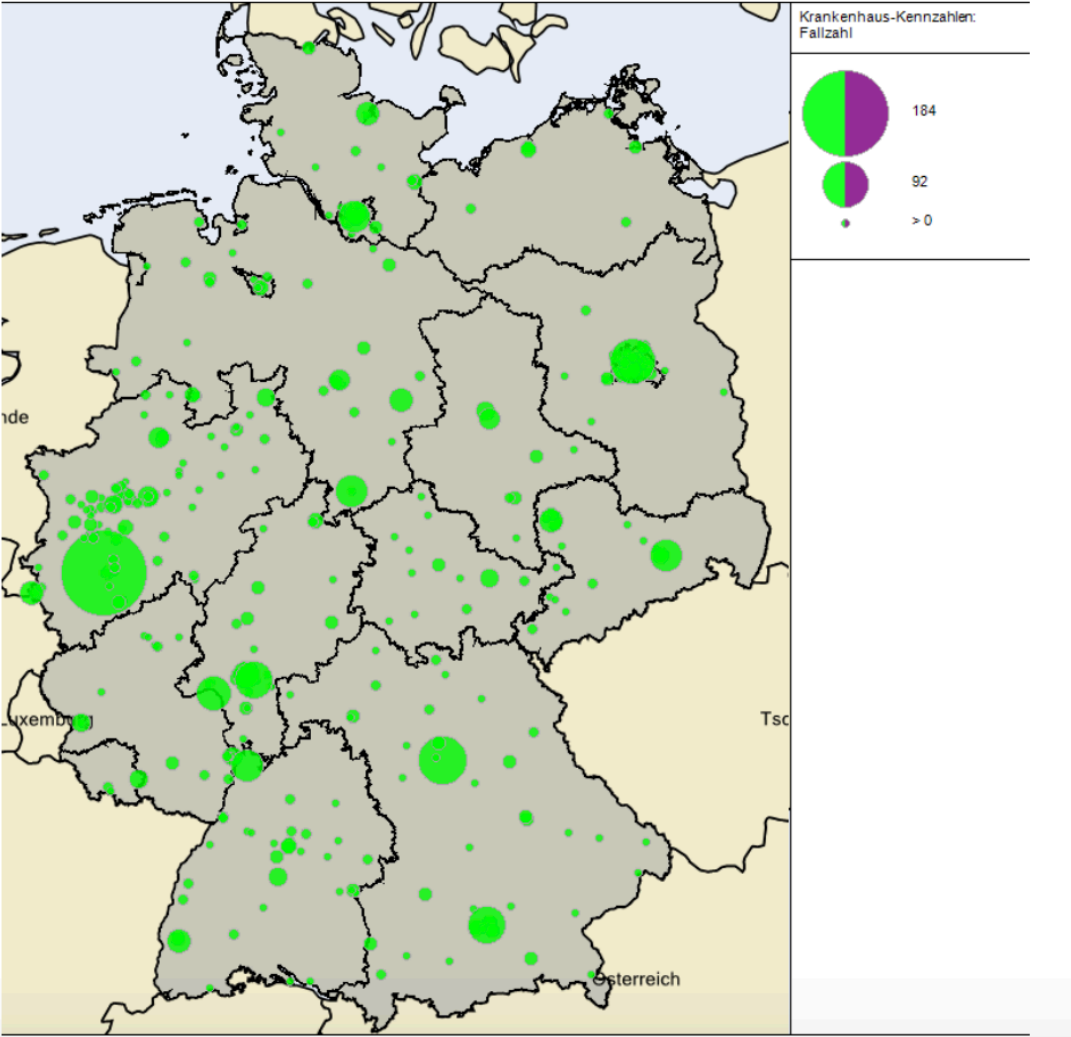 Krankenhaus-Kennzahlen:
Fallzahl
184
92
> 0
nde
Luxemburg
Tsc
Österreich